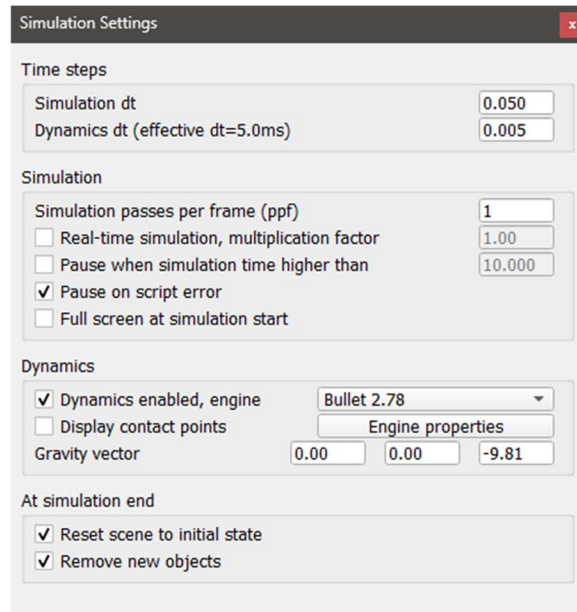 Simulation Settings x
Time steps
Simulation dt 0.050
Dynamics dt (effective dt=5.0ms) 0.005
Simulation
Simulation passes per frame (ppf) 1
Real-time simulation, multiplication factor 1.00
Pause when simulation time higher than 10.000
Pause on script error
Full screen at simulation start
Dynamics
Dynamics enabled, engine Bullet 2.78
Display contact points Engine properties
Gravity vector 0.00 0.00 -9.81
At simulation end
Reset scene to initial state
Remove new objects